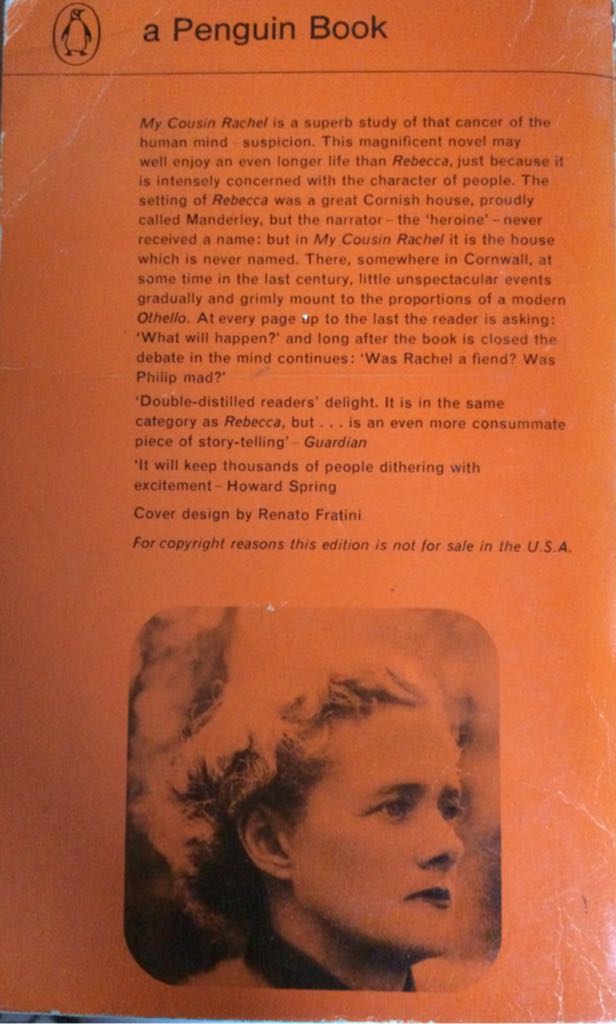 a Penguin Book
My Cousin Rachel is a superb study of that cancer of the
human mind – suspicion. This magnificent novel may
well enjoy an even longer life than Rebecca, just because it
is intensely concerned with the character of people. The
setting of Rebecca was a great Cornish house, proudly
called Manderley, but the narrator – the ‘heroine’ – never
received a name: but in My Cousin Rachel it is the house
which is never named. There, somewhere in Cornwall, at
some time in the last century, little unspectacular events
gradually and grimly mount to the proportions of a modern
Othello. At every page up to the last the reader is asking:
‘What will happen?’ and long after the book is closed the
debate in the mind continues: ‘Was Rachel a fiend? Was
Philip mad?’
‘Double-distilled readers’ delight. It is in the same
category as Rebecca, but . . . is an even more consummate
piece of story-telling’ – Guardian
‘It will keep thousands of people dithering with
excitement – Howard Spring
Cover design by Renato Fratini
For copyright reasons this edition is not for sale in the U.S.A.